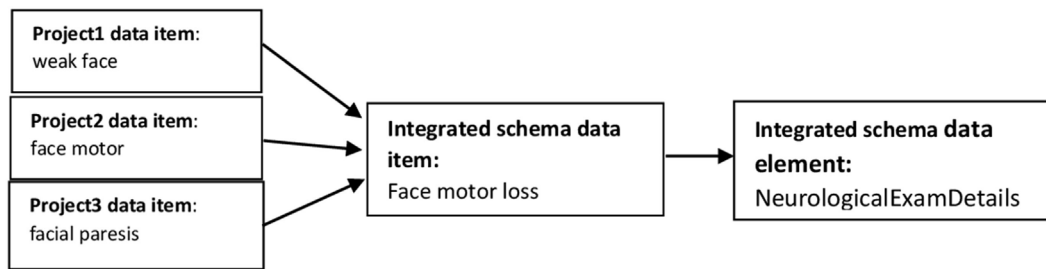 Project1 data item:
weak face
Project2 data item:
face motor
Project3 data item:
facial paresis
Integrated schema data
item:
Face motor loss
Integrated schema data
element:
NeurologicalExamDetails